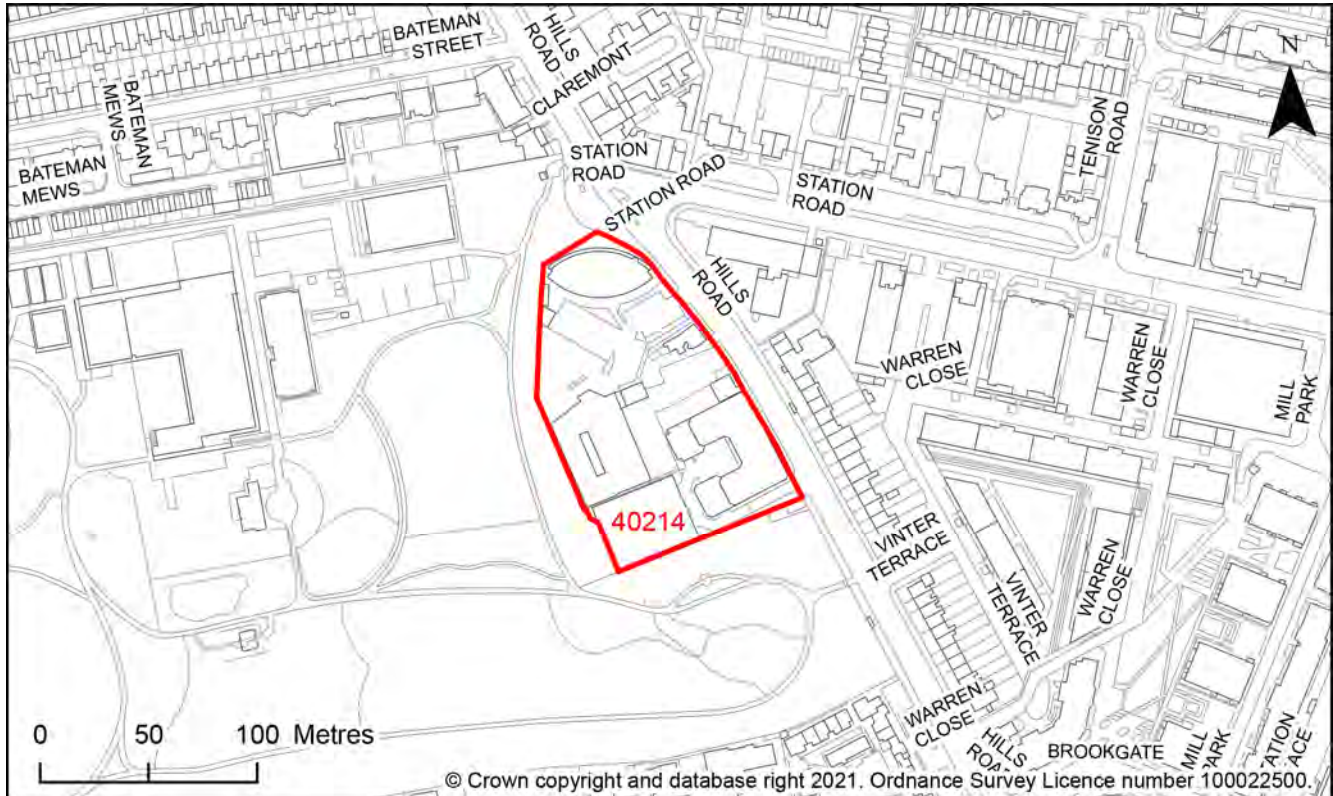 BATEMAN
STREET
HILLS
ROAD
CLAREMONT
N
BATEMAN
MEWS
BATEMAN
BATEMAN
MEWS
STATION
ROAD
TENISON
ROAD
STATION ROAD
STATION
ROAD
HILLS
ROAD
WARREN
CLOSE
WARREN
CLOSE
MILL
PARK
40214
VINTER
TERRACE
VINTER
TERRACE
WARREN
CLOSE
WARREN
CLOSE
HILLS
ROAD
BROOKGATE
MILL
PARK
STATION
0 50 100 Metres
© Crown copyright and database right 2021. Ordnance Survey Licence number 100022500.